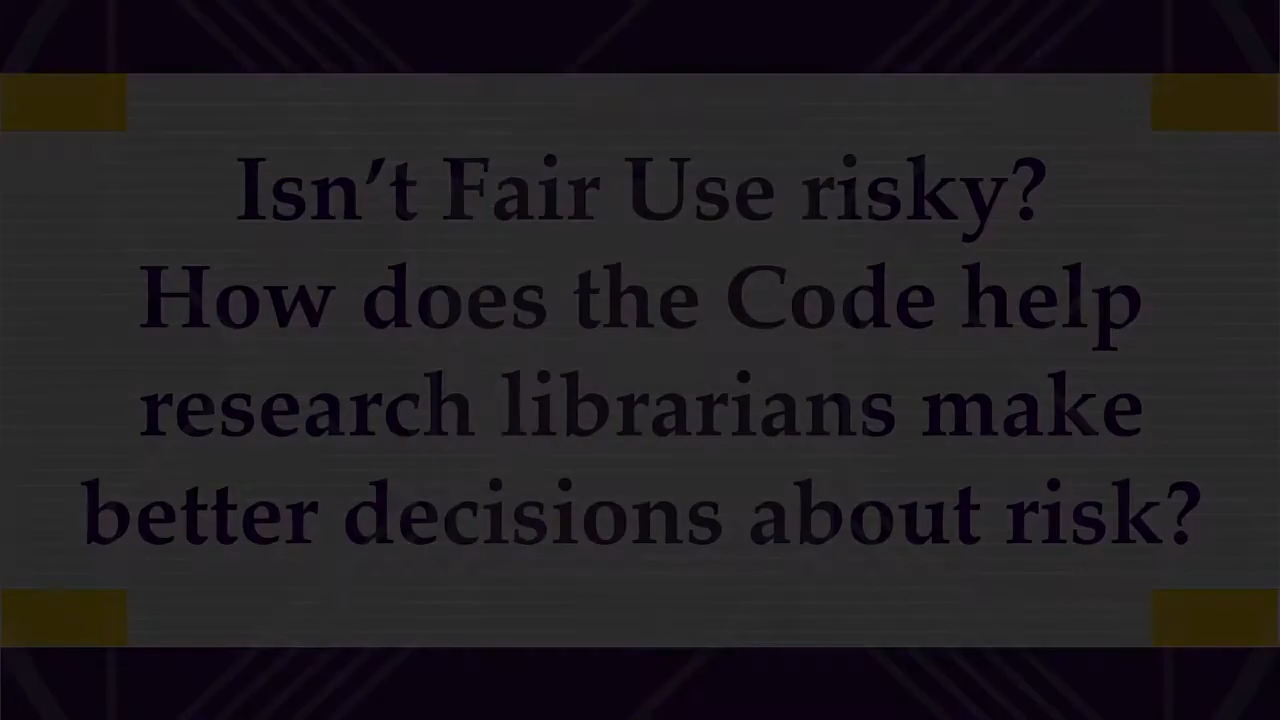 Isn’t Fair Use risky?
How does the Code help
research librarians make
better decisions about risk?